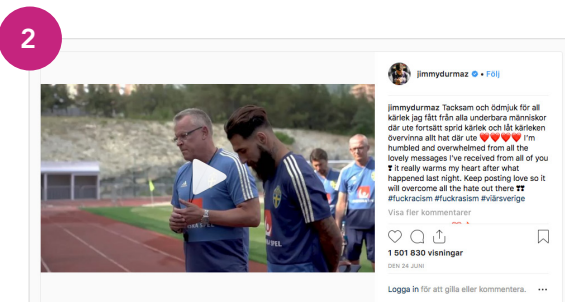 2
jimmydurmaz • Följ
jimmydurmaz Tacksam och ödmjuk för all
kärlek jag fått från alla underbara människor
där ute fortsätt sprid kärlek och låt kärleken
övervinna allt hat där ute ❤️❤️❤️❤️ I'm
humbled and overwhelmed from all the
lovely messages I've received from all of you
❣ it really warms my heart after what
happened last night. Keep posting love so it
will overcome all the hate out there ❣❣
#fuckracism #fuckrasism #viärsverige
Visa fler kommentarer
1 501 830 visningar
DEN 24 JUNI
Logga in för att gilla eller kommentera. •••